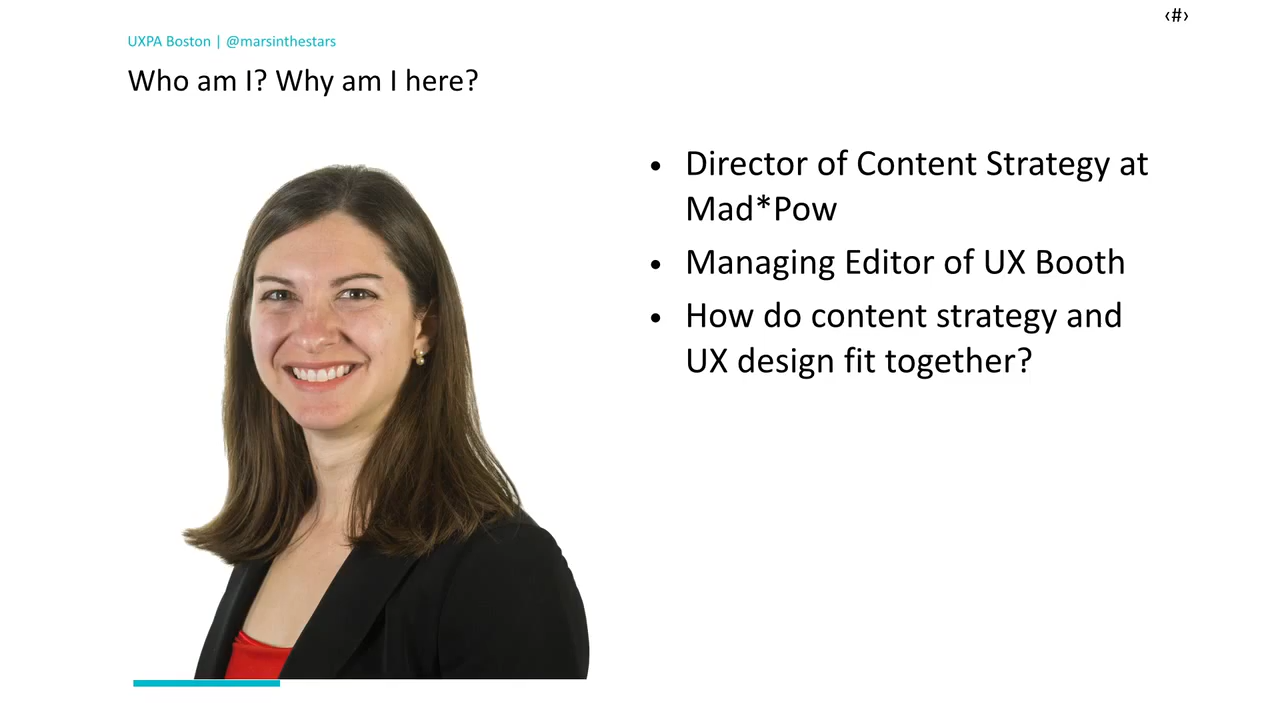 ‹#›
UXPA Boston | @marsinthestars
Who am I? Why am I here?
• Director of Content Strategy at
Mad*Pow
• Managing Editor of UX Booth
• How do content strategy and
UX design fit together?